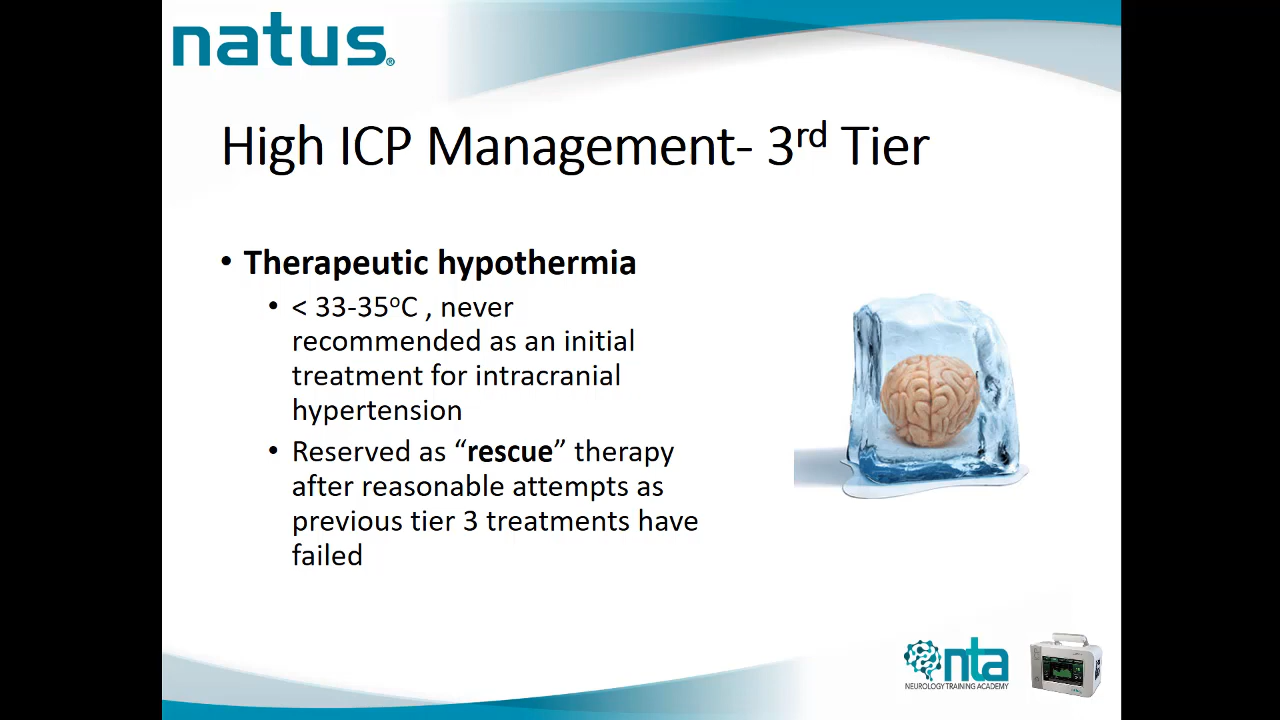 natus®
High ICP Management- 3rd Tier
• Therapeutic hypothermia
• < 33-35ºC , never
recommended as an initial
treatment for intracranial
hypertension
• Reserved as “rescue” therapy
after reasonable attempts as
previous tier 3 treatments have
failed
nta
NEUROLOGY TRAINING ACADEMY